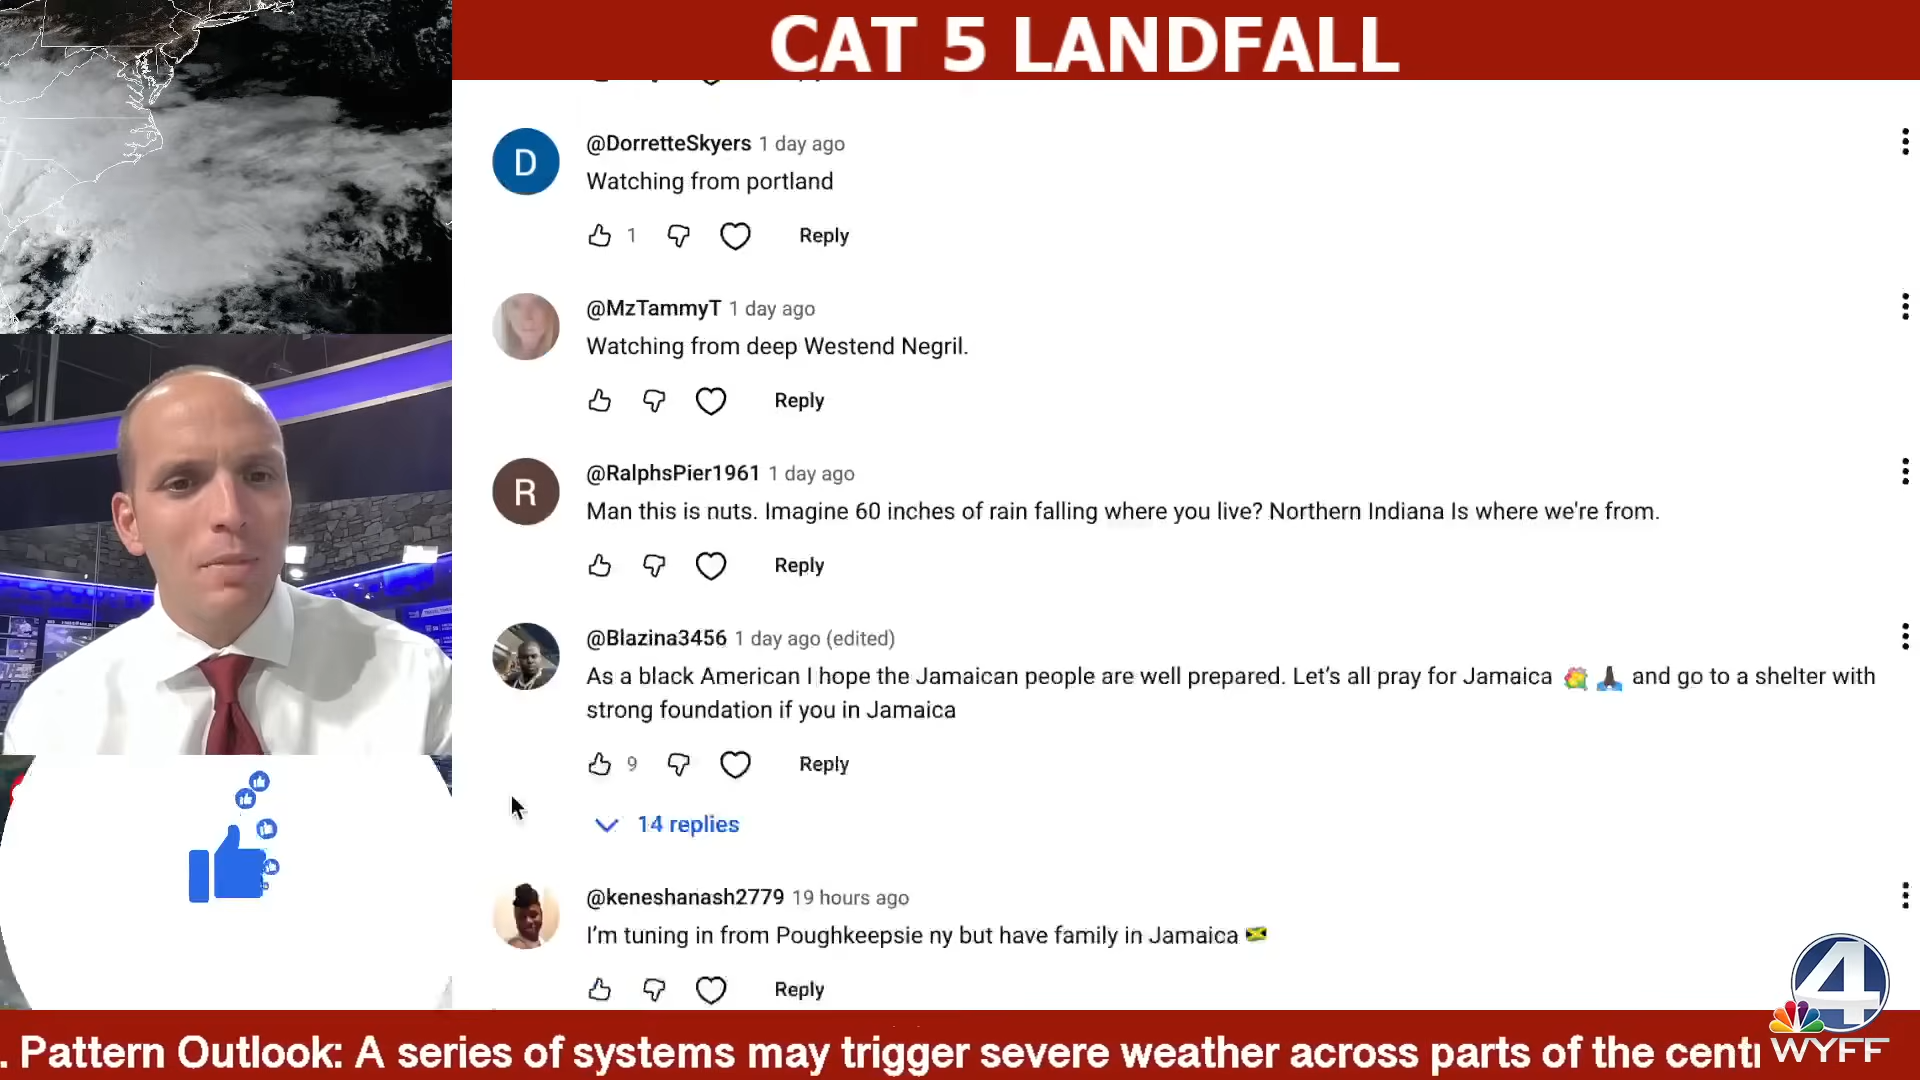 CAT 5 LANDFALL
D
@DorretteSkyers 1 day ago
Watching from portland
1 Reply
@MzTammyT 1 day ago
Watching from deep Westend Negril.
Reply
R
@RalphsPier1961 1 day ago
Man this is nuts. Imagine 60 inches of rain falling where you live? Northern Indiana Is where we're from.
Reply
@Blazina3456 1 day ago (edited)
As a black American I hope the Jamaican people are well prepared. Let's all pray for Jamaica 💐 🙏🏿 and go to a shelter with
strong foundation if you in Jamaica
9 Reply
14 replies
@keneshanash2779 19 hours ago
I'm tuning in from Poughkeepsie ny but have family in Jamaica 🇯🇲
Reply
4
WYFF
. Pattern Outlook: A series of systems may trigger severe weather across parts of the centr